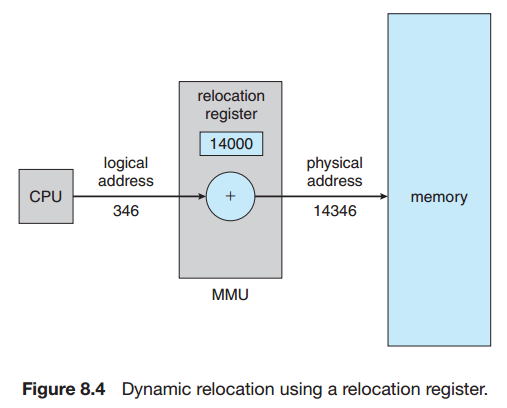 relocation
register
14000
logical
address
physical
address
CPU
+
memory
346
14346
MMU
Figure 8.4 Dynamic relocation using a relocation register.